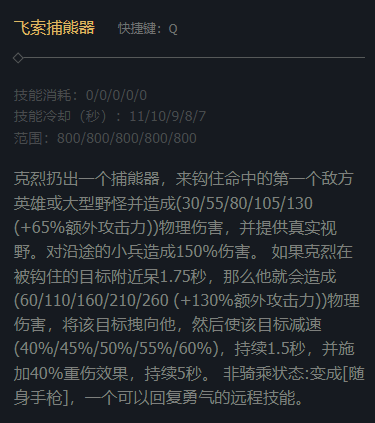 飞索捕熊器 快捷键：Q
技能消耗：0/0/0/0/0
技能冷却（秒）：11/10/9/8/7
范围：800/800/800/800/800
克烈扔出一个捕熊器，来钩住命中的第一个敌方
英雄或大型野怪并造成(30/55/80/105/130
(+65%额外攻击力))物理伤害，并提供真实视
野。对沿途的小兵造成150%伤害。 如果克烈在
被钩住的目标附近呆1.75秒，那么他就会造成
(60/110/160/210/260 (+130%额外攻击力))物理
伤害，将该目标拽向他，然后使该目标减速
(40%/45%/50%/55%/60%)，持续1.5秒，并施
加40%重伤效果，持续5秒。 非骑乘状态:变成[随
身手枪]，一个可以回复勇气的远程技能。